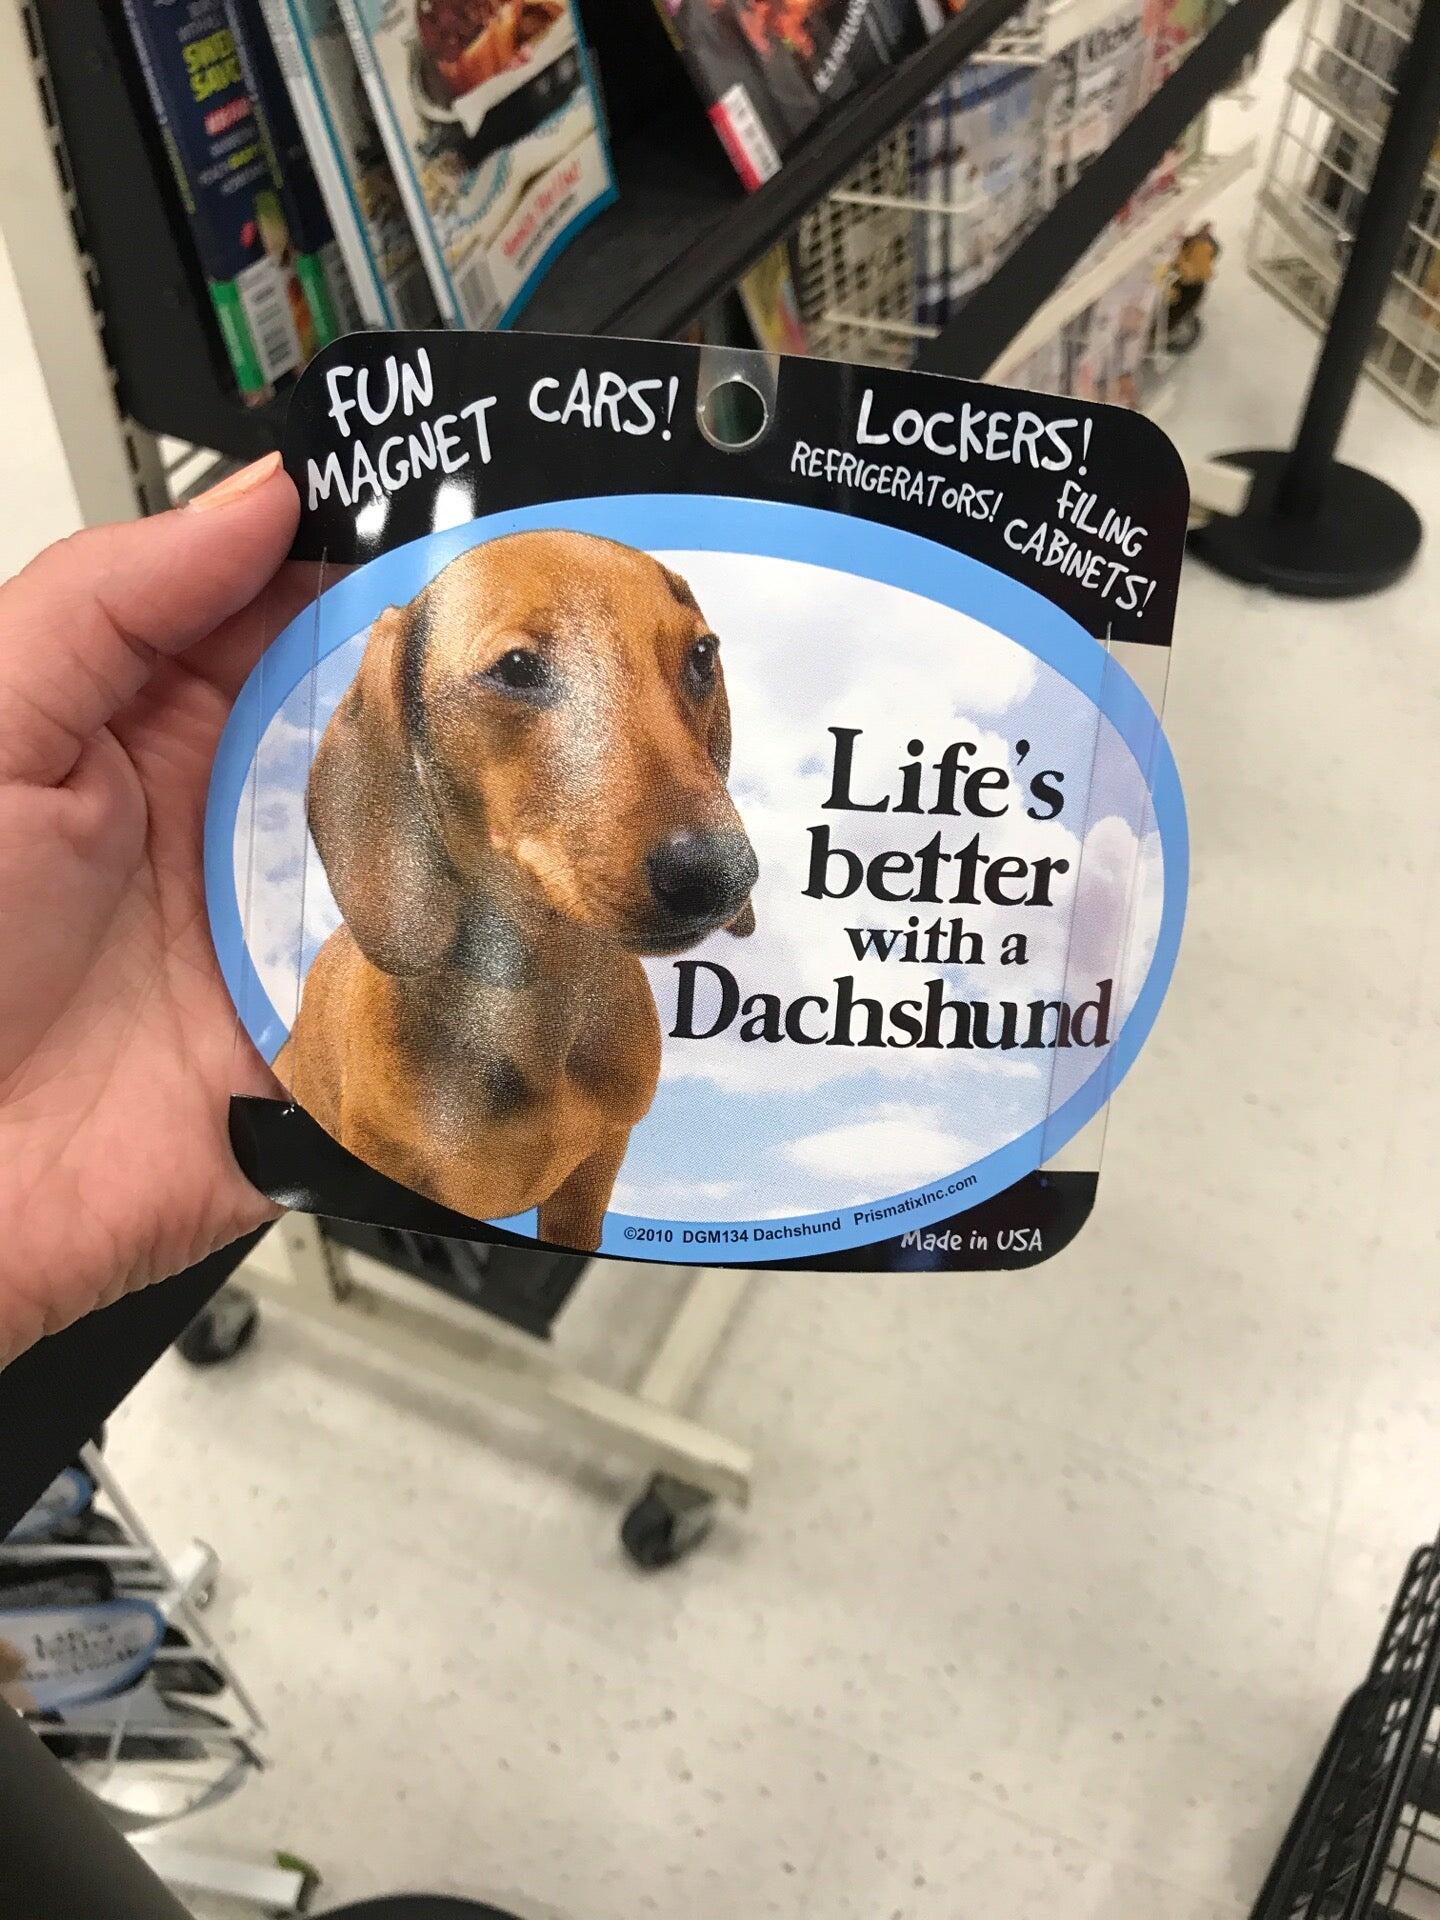 FUN
MAGNET
CARS!
LOCKERS!
REFRIGERATORS!
FILING
CABINETS!
Life's
better
with a
Dachshund
©2010 DGM134 Dachshund PrismatixInc.com
Made in USA